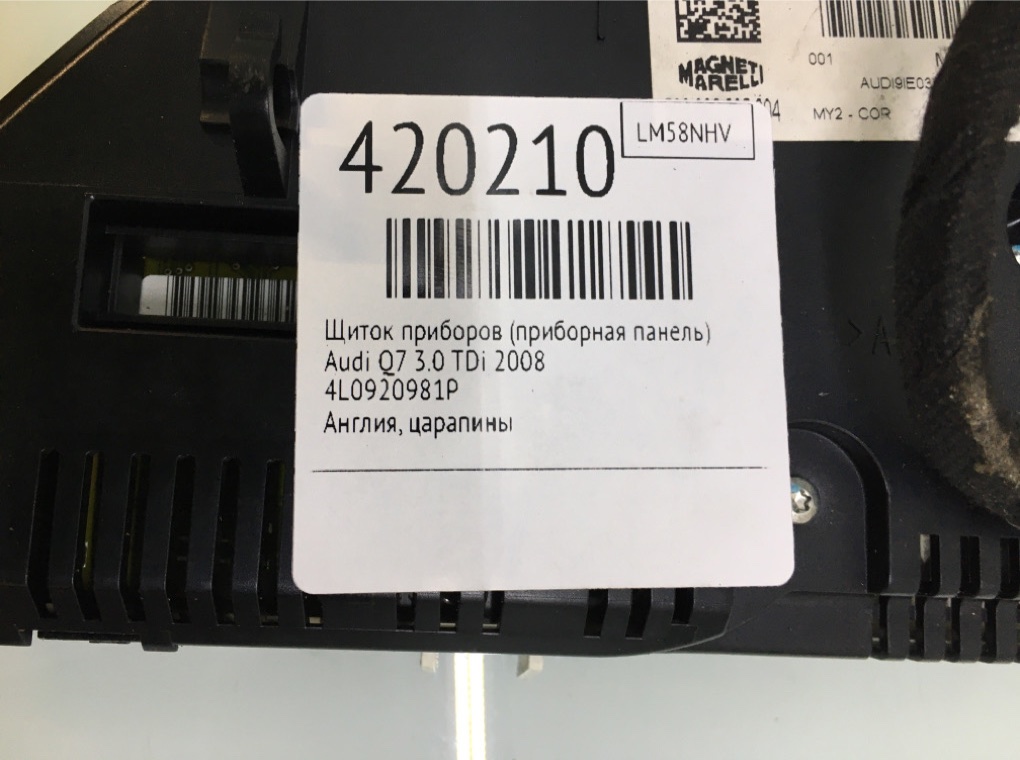 001
MAGNETI
MARELLI
MY2 - COR
420210
LM58NHV
Щиток приборов (приборная панель)
Audi Q7 3.0 TDi 2008
4L0920981P
Англия, царапины
>A